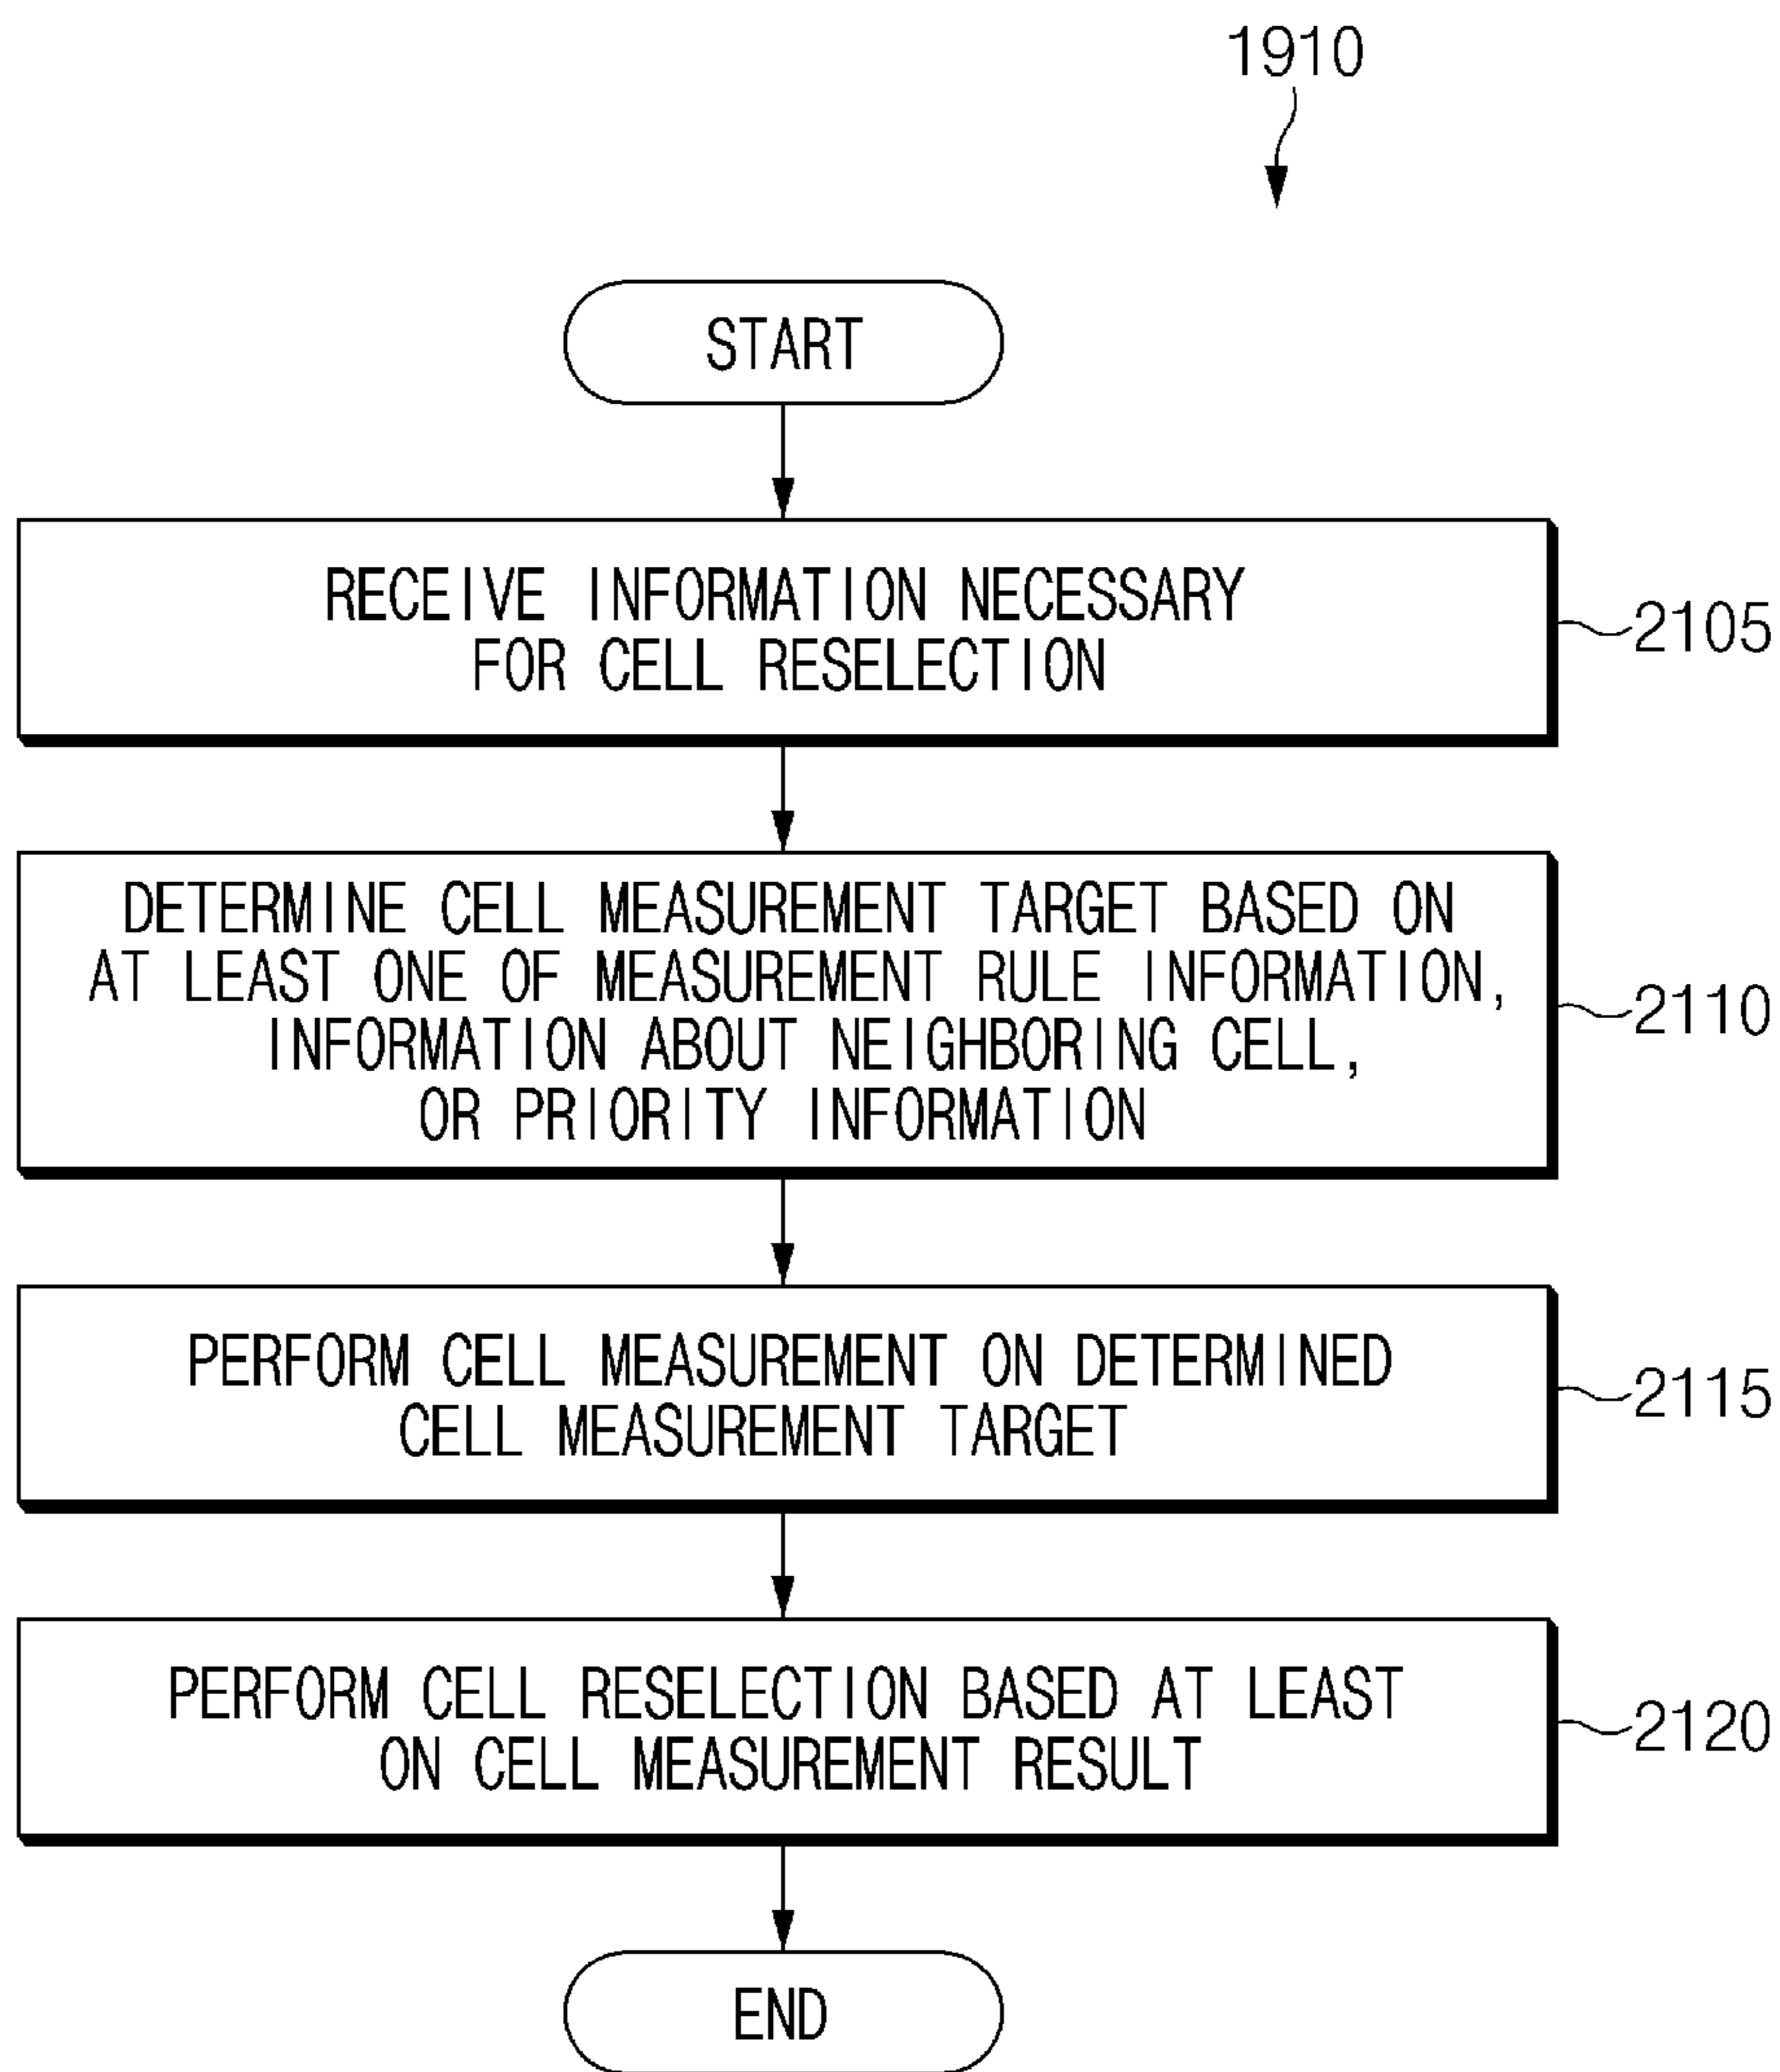 1910
START
RECEIVE INFORMATION NECESSARY
FOR CELL RESELECTION
2105
DETERMINE CELL MEASUREMENT TARGET BASED ON
AT LEAST ONE OF MEASUREMENT RULE INFORMATION,
INFORMATION ABOUT NEIGHBORING CELL,
OR PRIORITY INFORMATION
2110
PERFORM CELL MEASUREMENT ON DETERMINED
CELL MEASUREMENT TARGET
2115
PERFORM CELL RESELECTION BASED AT LEAST
ON CELL MEASUREMENT RESULT
2120
END